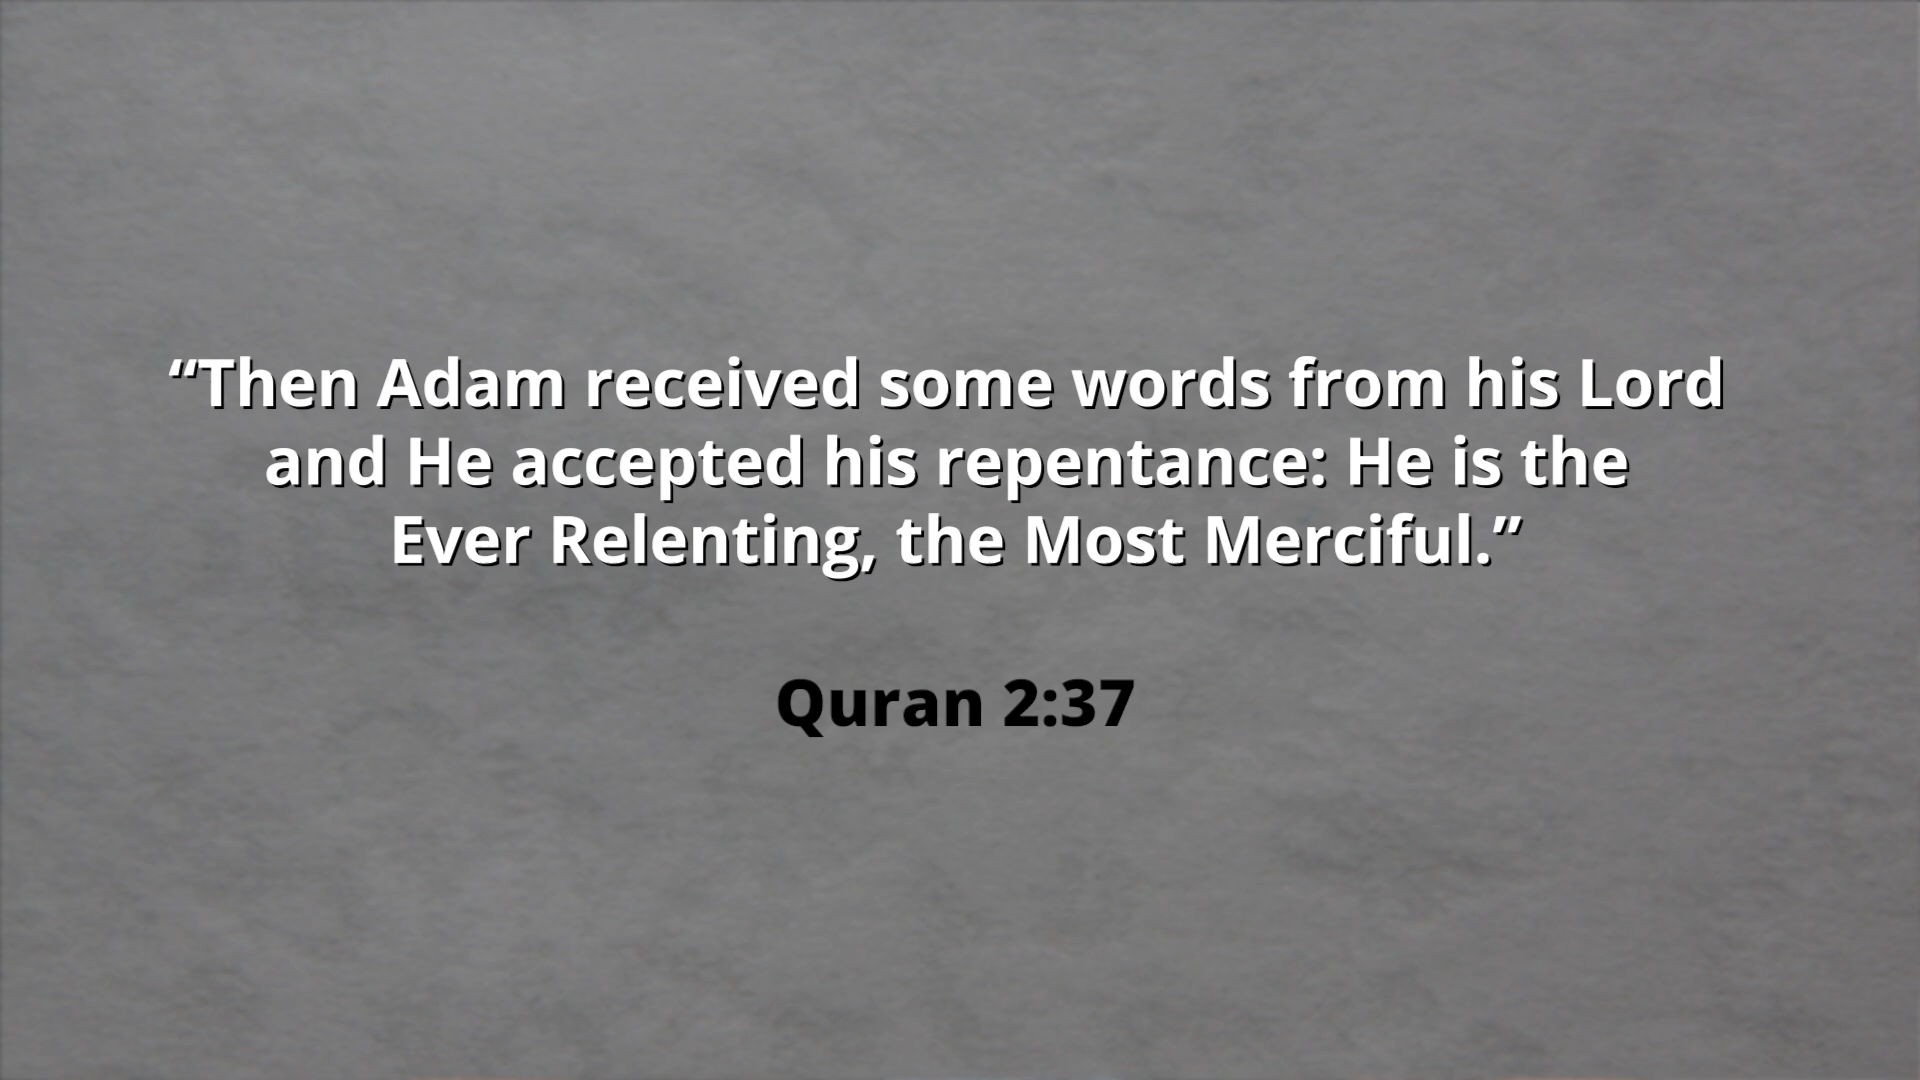 “Then Adam received some words from his Lord
and He accepted his repentance: He is the
Ever Relenting, the Most Merciful.”
Quran 2:37